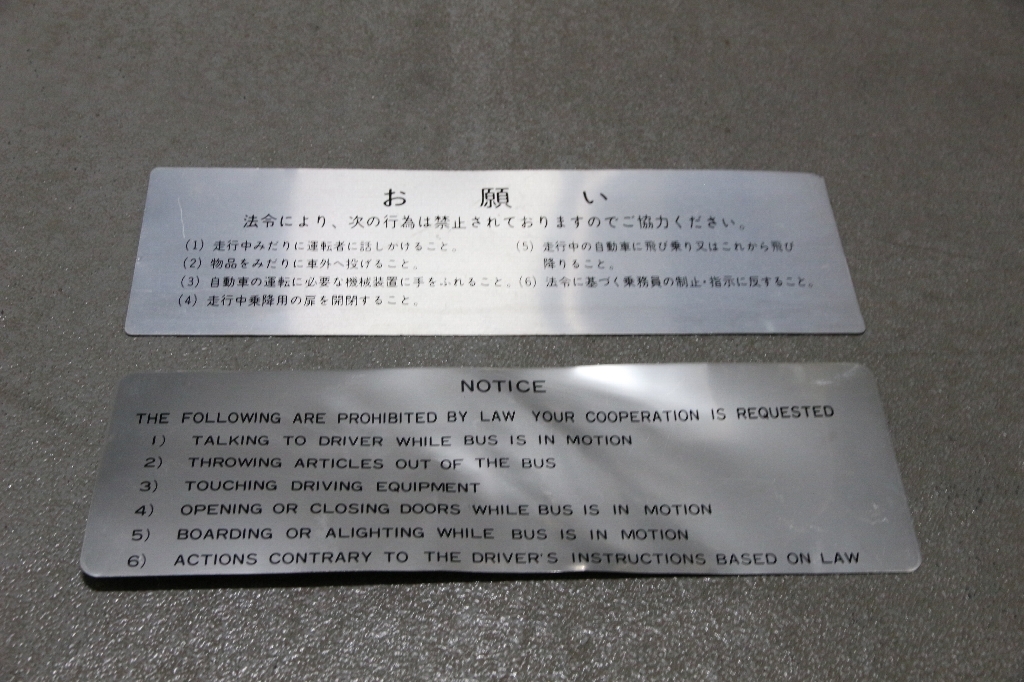 お願い
法令により、次の行為は禁止されておりますのでご協力ください。
(1) 走行中みだりに運転者に話しかけること。
(2) 物品をみだりに車外へ投げること。
(3) 自動車の運転に必要な機械装置に手をふれること。
(4) 走行中乗降用の扉を開閉すること。
(5) 走行中の自動車に飛び乗り又はこれから飛び
降りること。
(6) 法令に基づく乗務員の制止・指示に反すること。
NOTICE
THE FOLLOWING ARE PROHIBITED BY LAW YOUR COOPERATION IS REQUESTED
1) TALKING TO DRIVER WHILE BUS IS IN MOTION
2) THROWING ARTICLES OUT OF THE BUS
3) TOUCHING DRIVING EQUIPMENT
4) OPENING OR CLOSING DOORS WHILE BUS IS IN MOTION
5) BOARDING OR ALIGHTING WHILE BUS IS IN MOTION
6) ACTIONS CONTRARY TO THE DRIVER'S INSTRUCTIONS BASED ON LAW